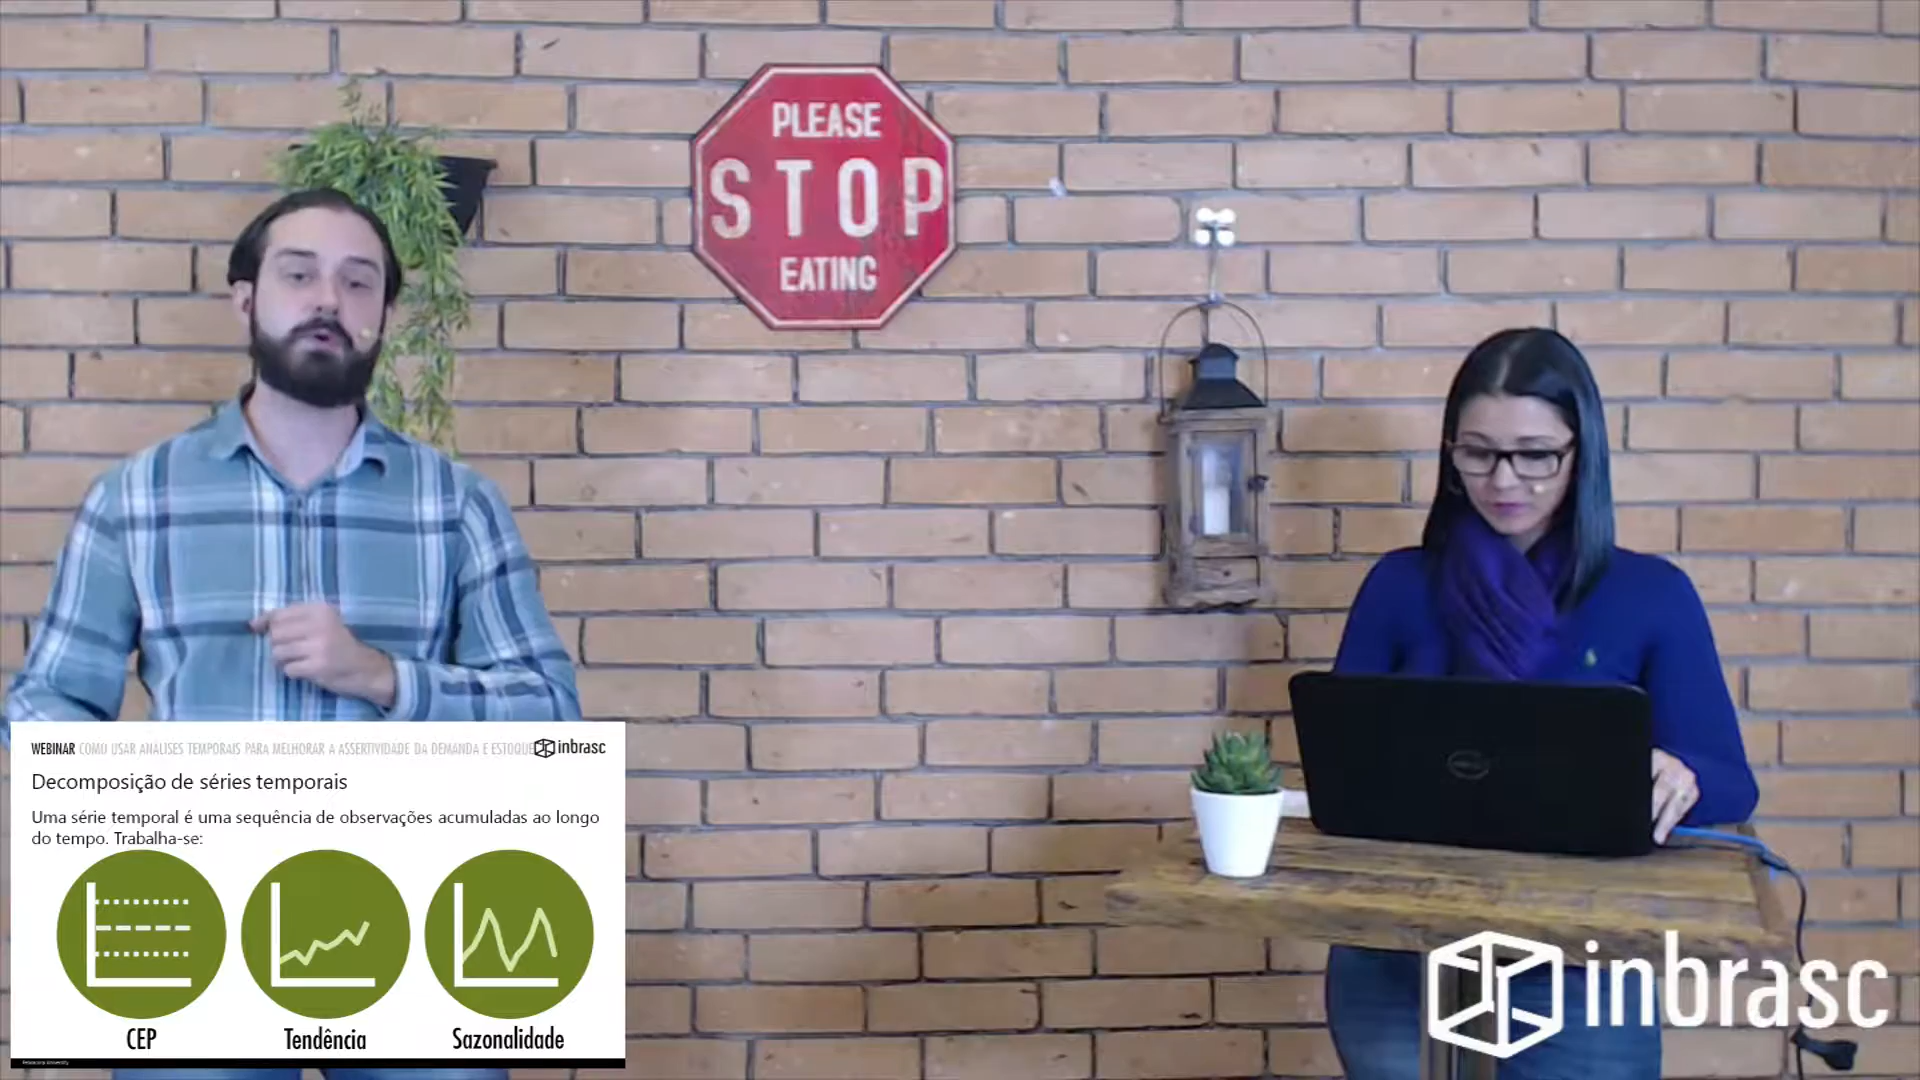 PLEASE
STOP
EATING
WEBINAR COMO USAR ANÁLISES TEMPORAIS PARA MELHORAR A ASSERTIVIDADE DA DEMANDA E ESTOQUE
inbrasc
Decomposição de séries temporais
Uma série temporal é uma sequência de observações acumuladas ao longo
do tempo. Trabalha-se:
CEP Tendência Sazonalidade
inbrasc